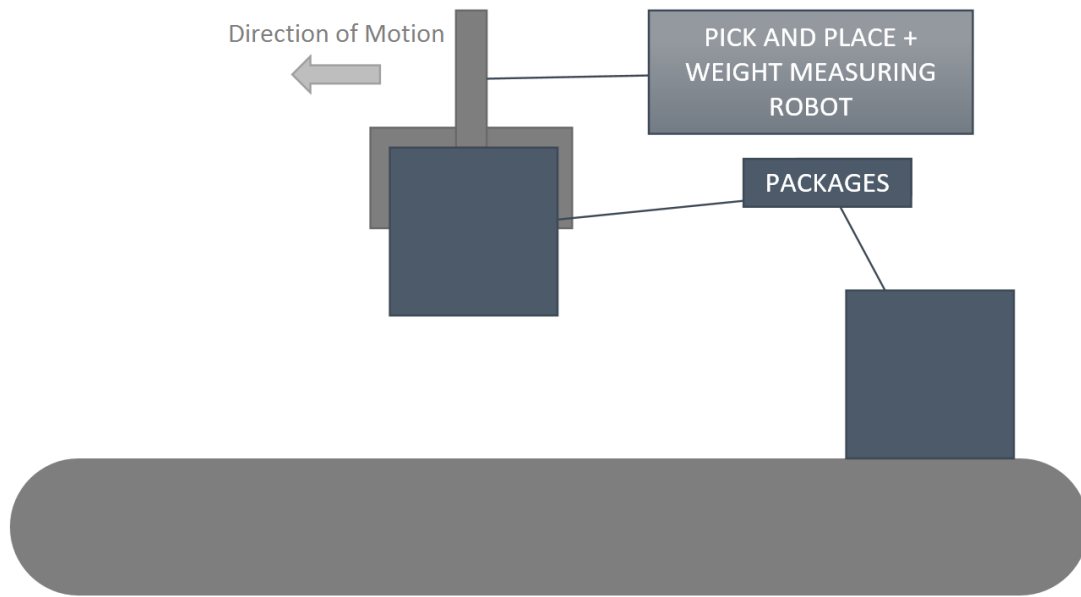 Direction of Motion
PICK AND PLACE +
WEIGHT MEASURING
ROBOT
PACKAGES